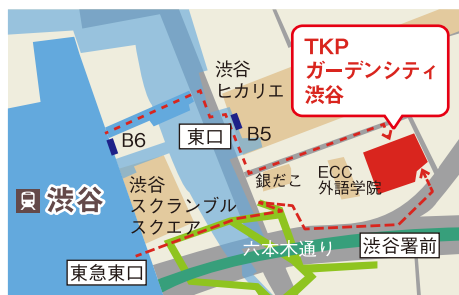 TKP
ガーデンシティ
渋谷
渋谷
ヒカリエ
東口
B5
B6
銀だこ
ECC
外語学院
渋谷
渋谷
スクランブル
スクエア
六本木通り
渋谷署前
東急東口